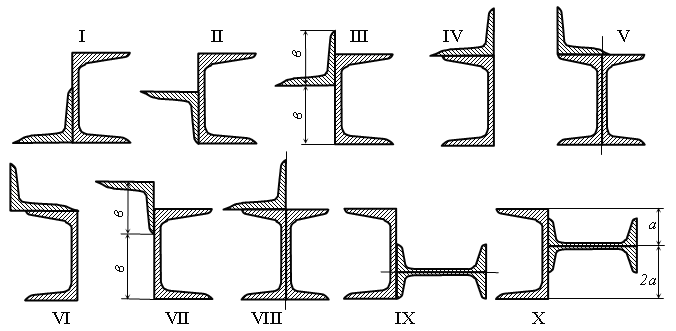 I II III IV V
в
в
a
2a
в
в
VI VII VIII IX X